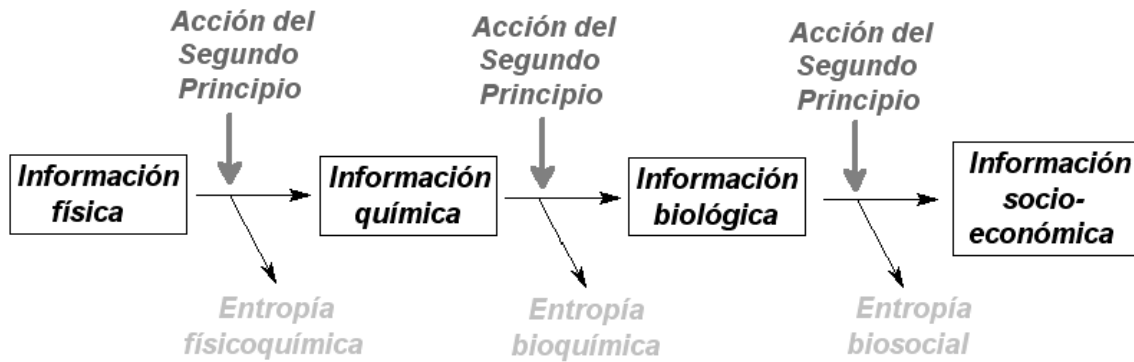 Acción del
Segundo
Principio
Acción del
Segundo
Principio
Acción del
Segundo
Principio
Información
física
Información
química
Información
biológica
Información
socio-
económica
Entropía
físicoquímica
Entropía
bioquímica
Entropía
biosocial